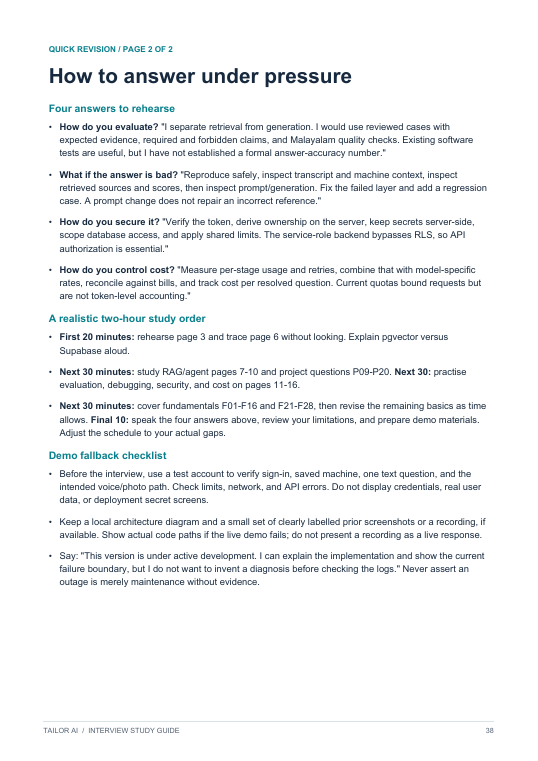 QUICK REVISION / PAGE 2 OF 2
How to answer under pressure
Four answers to rehearse
• How do you evaluate? "I separate retrieval from generation. I would use reviewed cases with
expected evidence, required and forbidden claims, and Malayalam quality checks. Existing software
tests are useful, but I have not established a formal answer-accuracy number."
• What if the answer is bad? "Reproduce safely, inspect transcript and machine context, inspect
retrieved sources and scores, then inspect prompt/generation. Fix the failed layer and add a regression
case. A prompt change does not repair an incorrect reference."
• How do you secure it? "Verify the token, derive ownership on the server, keep secrets server-side,
scope database access, and apply shared limits. The service-role backend bypasses RLS, so API
authorization is essential."
• How do you control cost? "Measure per-stage usage and retries, combine that with model-specific
rates, reconcile against bills, and track cost per resolved question. Current quotas bound requests but
are not token-level accounting."
A realistic two-hour study order
• First 20 minutes: rehearse page 3 and trace page 6 without looking. Explain pgvector versus
Supabase aloud.
• Next 30 minutes: study RAG/agent pages 7-10 and project questions P09-P20. Next 30: practise
evaluation, debugging, security, and cost on pages 11-16.
• Next 30 minutes: cover fundamentals F01-F16 and F21-F28, then revise the remaining basics as time
allows. Final 10: speak the four answers above, review your limitations, and prepare demo materials.
Adjust the schedule to your actual gaps.
Demo fallback checklist
• Before the interview, use a test account to verify sign-in, saved machine, one text question, and the
intended voice/photo path. Check limits, network, and API errors. Do not display credentials, real user
data, or deployment secret screens.
• Keep a local architecture diagram and a small set of clearly labelled prior screenshots or a recording, if
available. Show actual code paths if the live demo fails; do not present a recording as a live response.
• Say: "This version is under active development. I can explain the implementation and show the current
failure boundary, but I do not want to invent a diagnosis before checking the logs." Never assert an
outage is merely maintenance without evidence.
TAILOR AI / INTERVIEW STUDY GUIDE
38